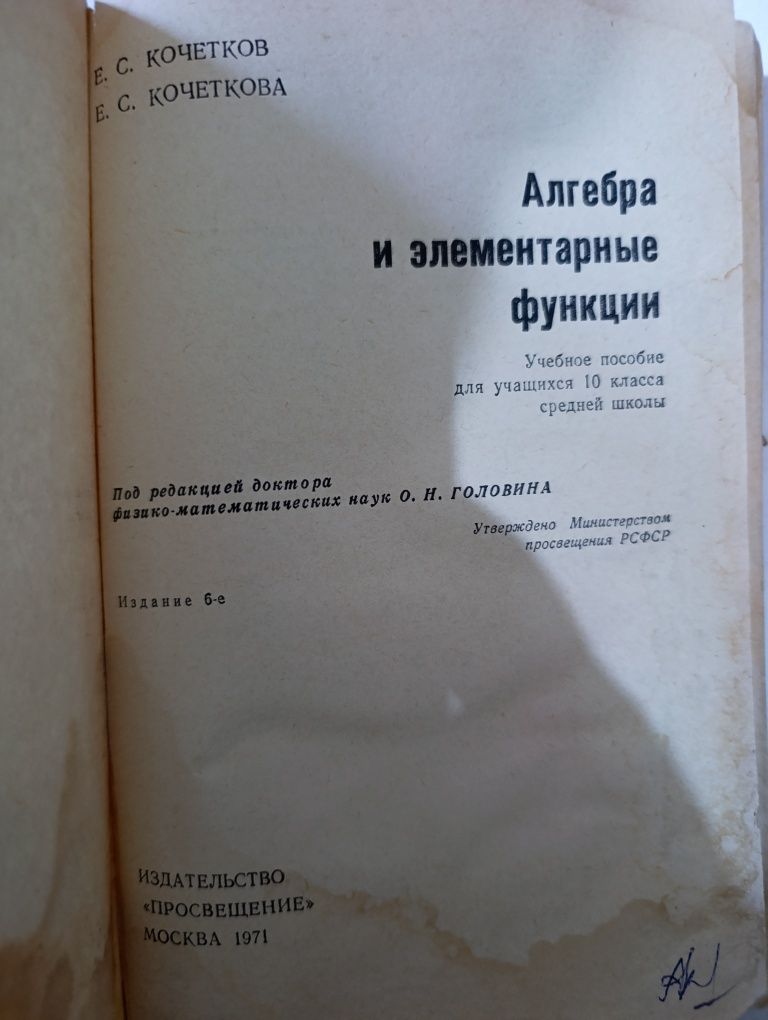 Е. С. КОЧЕТКОВ
Е. С. КОЧЕТКОВА
Алгебра
и элементарные
функции
Учебное пособие
для учащихся 10 класса
средней школы
Под редакцией доктора
физико-математических наук О. Н. ГОЛОВИНА
Утверждено Министерством
просвещения РСФСР
Издание 6-е
ИЗДАТЕЛЬСТВО
«ПРОСВЕЩЕНИЕ»
МОСКВА 1971